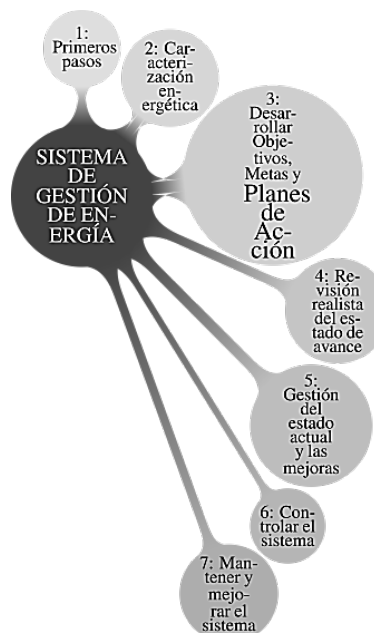 1:
Primeros
pasos
2: Car-
acteri-
zación
en-
ergética
3:
Desar-
rollar
Obje-
tivos,
Metas y
Planes
de
Ac-
ción
SISTEMA
DE
GESTIÓN
DE EN-
ERGÍA
4: Re-
visión
realista
del es-
tado de
avance
5:
Gestión
del
estado
actual
y las
mejoras
6: Con-
trolar el
sistema
7: Man-
tener y
mejo-
rar el
sistema